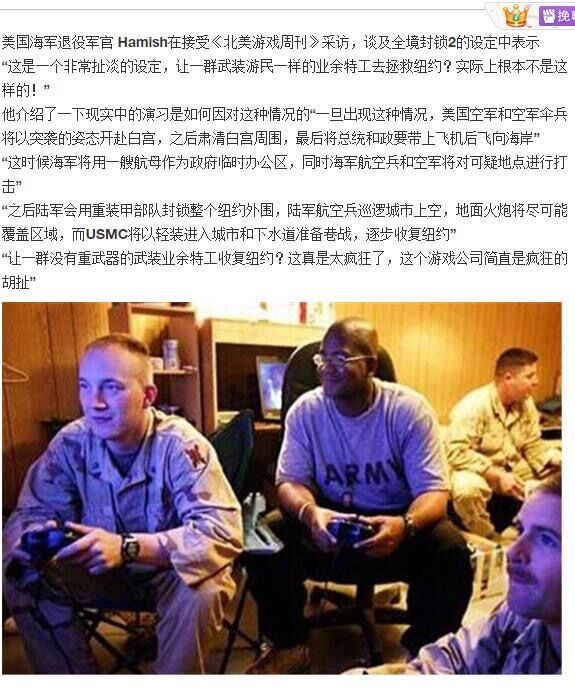 挽尊
美国海军退役军官 Hamish在接受《北美游戏周刊》采访，谈及全境封锁2的设定中表示
“这是一个非常扯淡的设定，让一群武装游民一样的业余特工去拯救纽约？实际上根本不是这
样的！”
他介绍了一下现实中的演习是如何因对这种情况的“一旦出现这种情况，美国空军和空军伞兵
将以突袭的姿态开赴白宫，之后肃清白宫周围，最后将总统和政要带上飞机后飞向海岸”
“这时候海军将用一艘航母作为政府临时办公区，同时海军航空兵和空军将对可疑地点进行打
击”
“之后陆军会用重装甲部队封锁整个纽约外围，陆军航空兵巡逻城市上空，地面火炮将尽可能
覆盖区域，而USMC将以轻装进入城市和下水道准备巷战，逐步收复纽约”
“让一群没有重武器的武装业余特工收复纽约？这真是太疯狂了，这个游戏公司简直是疯狂的
胡扯”
ARMY